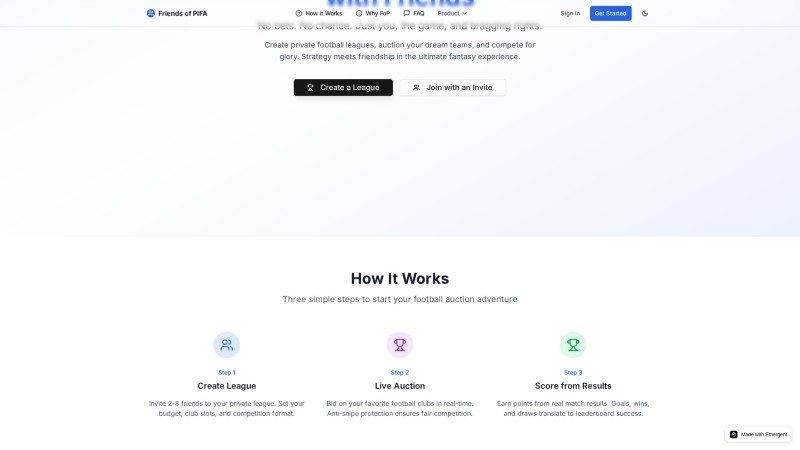 Friends of PIFA
How It Works
Why FoP
FAQ
Product
Sign In
Get Started
with Friends
No bets. No chance. Just you, the game, and bragging rights.
Create private football leagues, auction your dream teams, and compete for
glory. Strategy meets friendship in the ultimate fantasy experience.
Create a League
Join with an Invite
How It Works
Three simple steps to start your football auction adventure
Step 1
Create League
Invite 2-8 friends to your private league. Set your
budget, club slots, and competition format.
Step 2
Live Auction
Bid on your favorite football clubs in real-time.
Anti-snipe protection ensures fair competition.
Step 3
Score from Results
Earn points from real match results. Goals, wins,
and draws translate to leaderboard success.
Made with Emergent